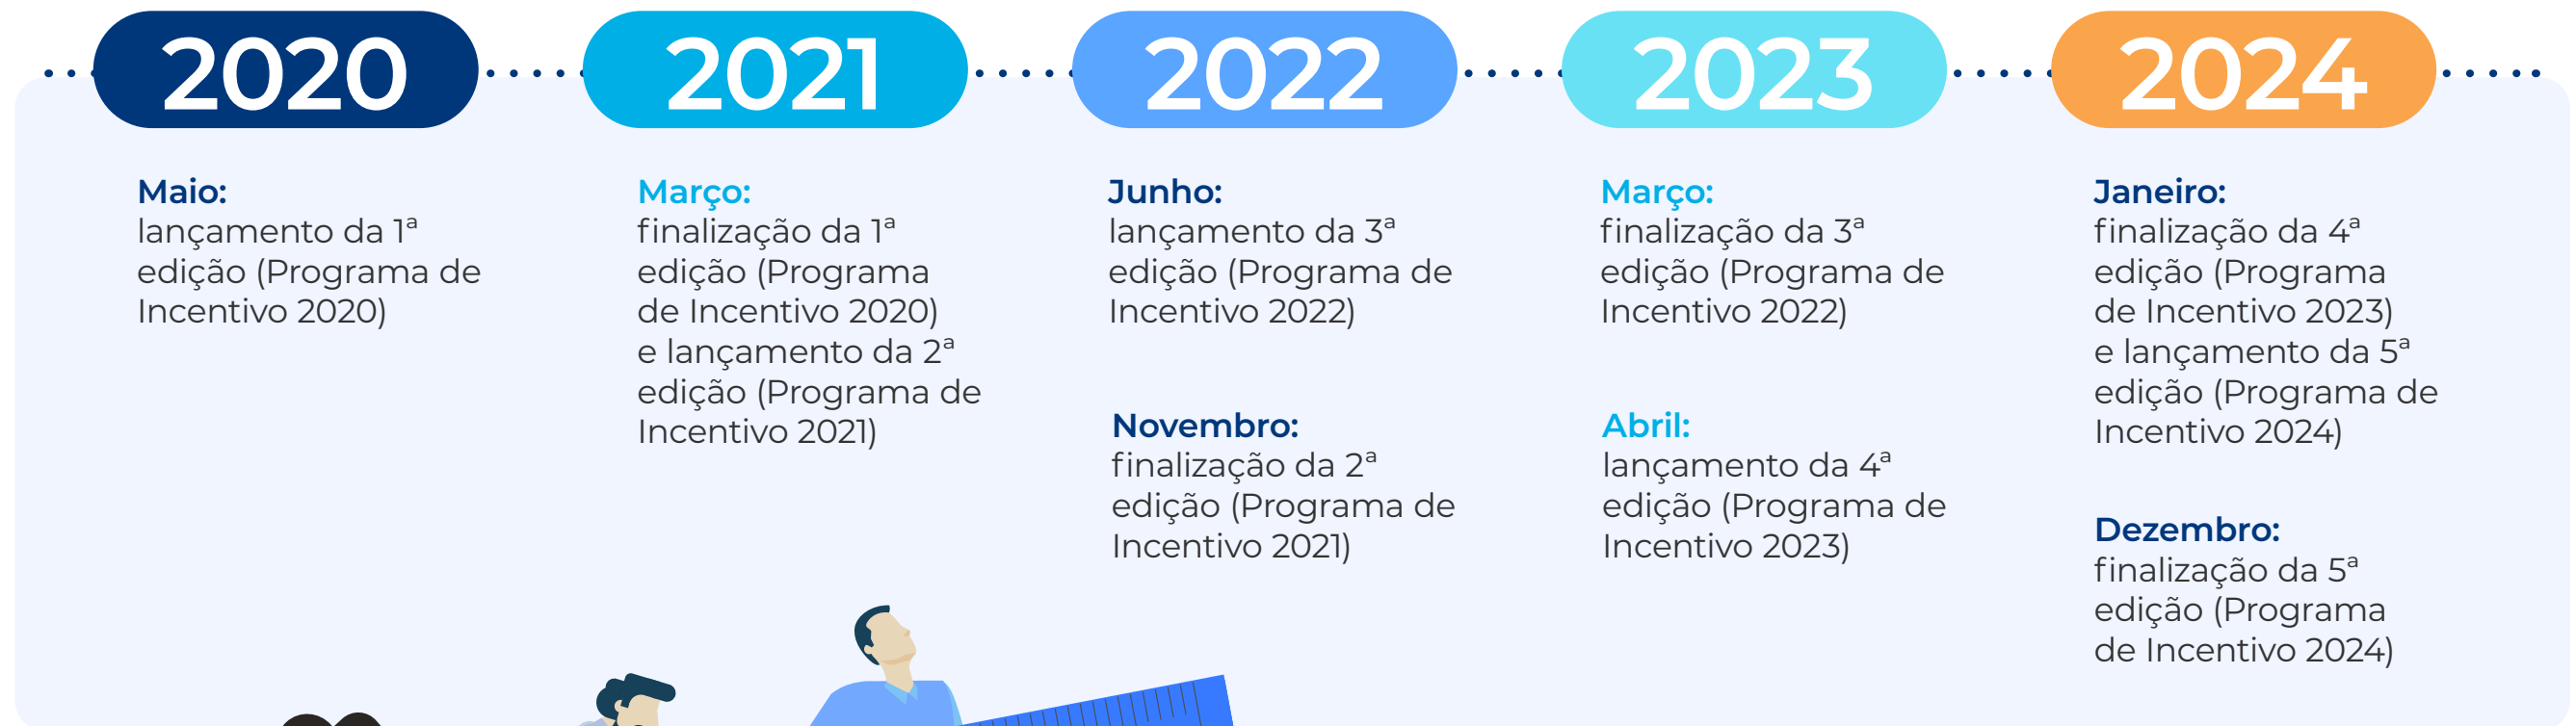 2020
Maio:
lançamento da 1ª
edição (Programa de
Incentivo 2020)
2021
Março:
finalização da 1ª
edição (Programa
de Incentivo 2020)
e lançamento da 2ª
edição (Programa de
Incentivo 2021)
2022
Junho:
lançamento da 3ª
edição (Programa de
Incentivo 2022)
Novembro:
finalização da 2ª
edição (Programa de
Incentivo 2021)
2023
Março:
finalização da 3ª
edição (Programa de
Incentivo 2022)
Abril:
lançamento da 4ª
edição (Programa de
Incentivo 2023)
2024
Janeiro:
finalização da 4ª
edição (Programa
de Incentivo 2023)
e lançamento da 5ª
edição (Programa de
Incentivo 2024)
Dezembro:
finalização da 5ª
edição (Programa
de Incentivo 2024)